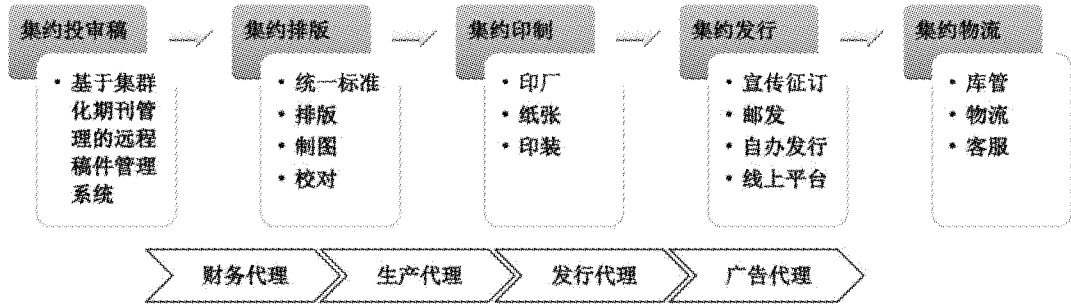 集约投审稿
• 基于集群
化期刊管
理的远程
稿件管理
系统
集约排版
• 统一标准
• 排版
• 制图
• 校对
集约印制
• 印厂
• 纸张
• 印装
集约发行
• 宣传征订
• 邮发
• 自办发行
• 线上平台
集约物流
• 库管
• 物流
• 客服
财务代理
生产代理
发行代理
广告代理